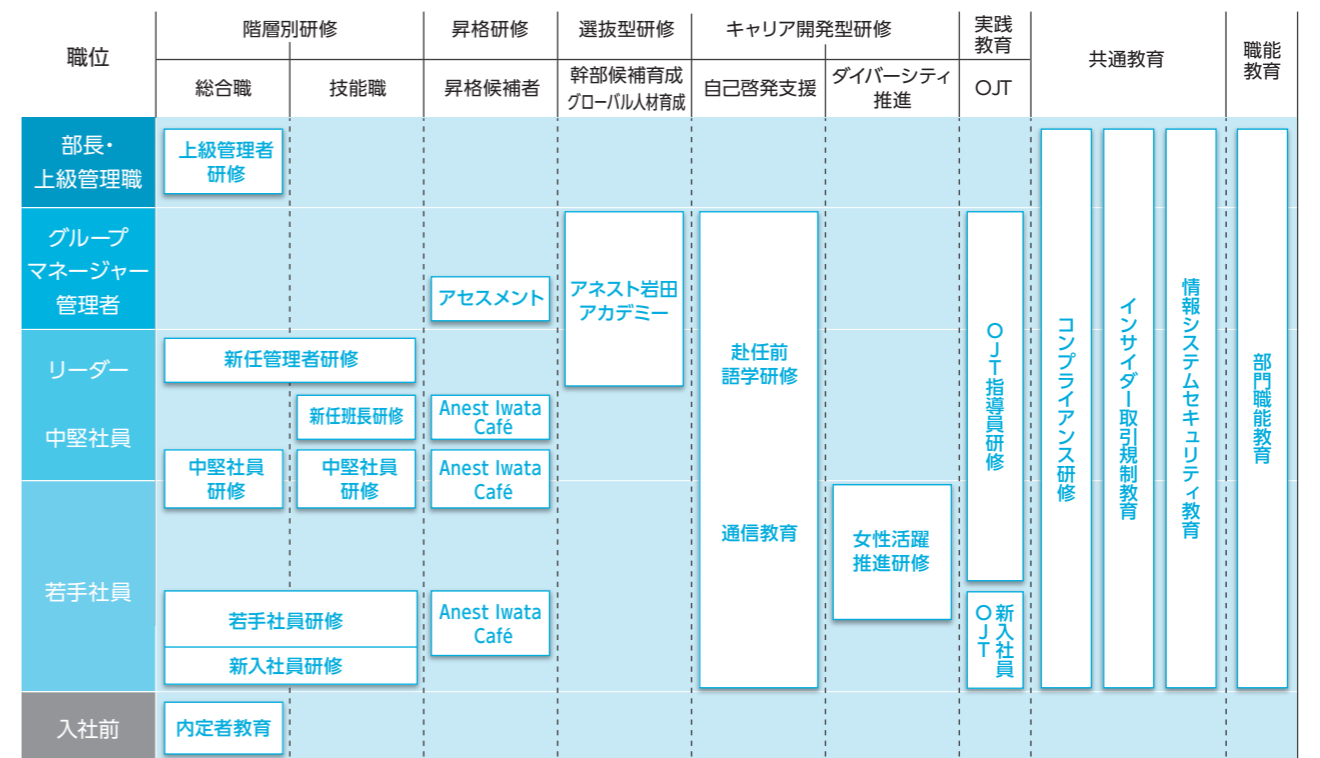 職位
階層別研修
昇格研修
選抜型研修
キャリア開発型研修
実践
教育
共通教育
職能
教育
総合職
技能職
昇格候補者
幹部候補育成
グローバル人材育成
自己啓発支援
ダイバーシティ
推進
OJT
部長・
上級管理職
上級管理者
研修
グループ
マネージャー
管理者
アセスメント
アネスト岩田
アカデミー
リーダー
新任管理者研修
赴任前
語学研修
中堅社員
新任班長研修
Anest Iwata
Café
中堅社員
研修
中堅社員
研修
Anest Iwata
Café
通信教育
女性活躍
推進研修
若手社員
若手社員研修
新入社員研修
Anest Iwata
Café
OJT指導員研修
新入社員
OJT
コンプライアンス研修
インサイダー取引規制教育
情報システムセキュリティ教育
部門職能教育
入社前
内定者教育